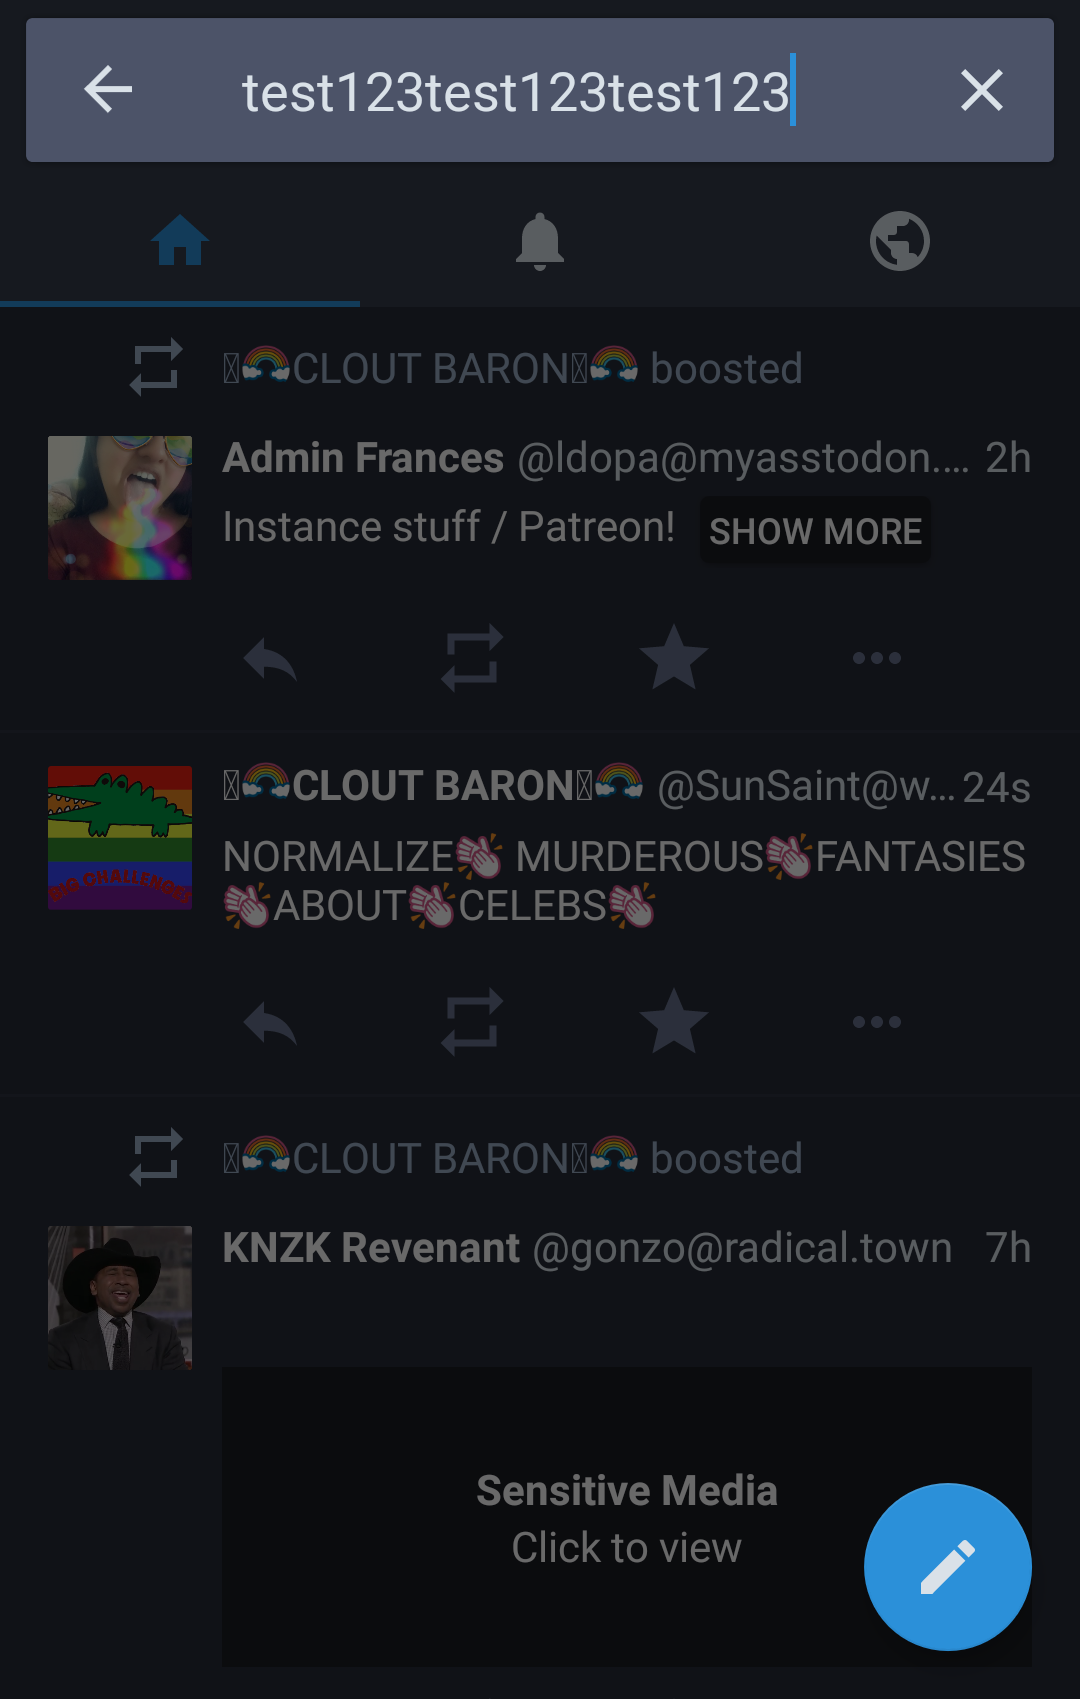 test123test123test123
🌈CLOUT BARON🌈 boosted
Admin Frances @ldopa@myasstodon.... 2h
Instance stuff / Patreon! SHOW MORE
🌈CLOUT BARON🌈 @SunSaint@w... 24s
NORMALIZE👏 MURDEROUS👏FANTASIES
👏ABOUT👏CELEBS👏
BIG CHALLENGES
🌈CLOUT BARON🌈 boosted
KNZK Revenant @gonzo@radical.town 7h
Sensitive Media
Click to view